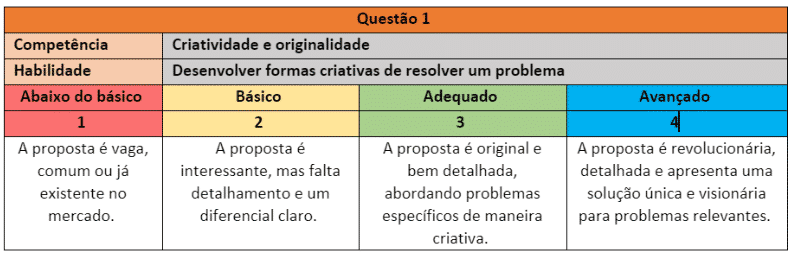 Questão 1
Competência Criatividade e originalidade
Habilidade Desenvolver formas criativas de resolver um problema
Abaixo do básico Básico Adequado Avançado
1 2 3 4
A proposta é vaga,
comum ou já
existente no
mercado.
A proposta é
interessante, mas falta
detalhamento e um
diferencial claro.
A proposta é original e
bem detalhada,
abordando problemas
específicos de maneira
criativa.
A proposta é revolucionária,
detalhada e apresenta uma
solução única e visionária
para problemas relevantes.